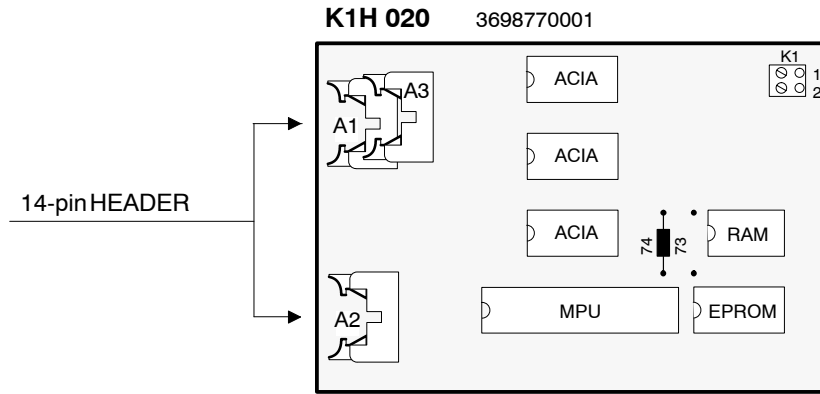 K1H 020 3698770001
K1
1
2
ACIA
A3
A1
ACIA
14-pin HEADER
ACIA
74
73
RAM
A2
MPU
EPROM